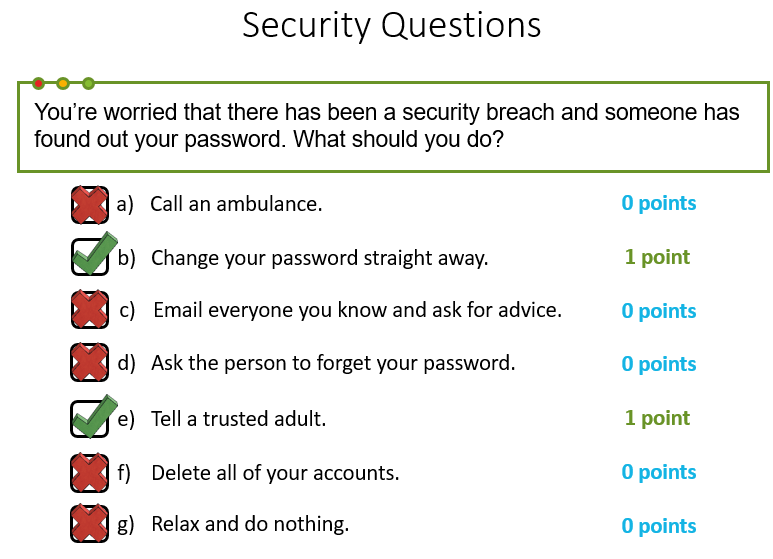 Security Questions
You’re worried that there has been a security breach and someone has
found out your password. What should you do?
a) Call an ambulance. 0 points
b) Change your password straight away. 1 point
c) Email everyone you know and ask for advice. 0 points
d) Ask the person to forget your password. 0 points
e) Tell a trusted adult. 1 point
f) Delete all of your accounts. 0 points
g) Relax and do nothing. 0 points